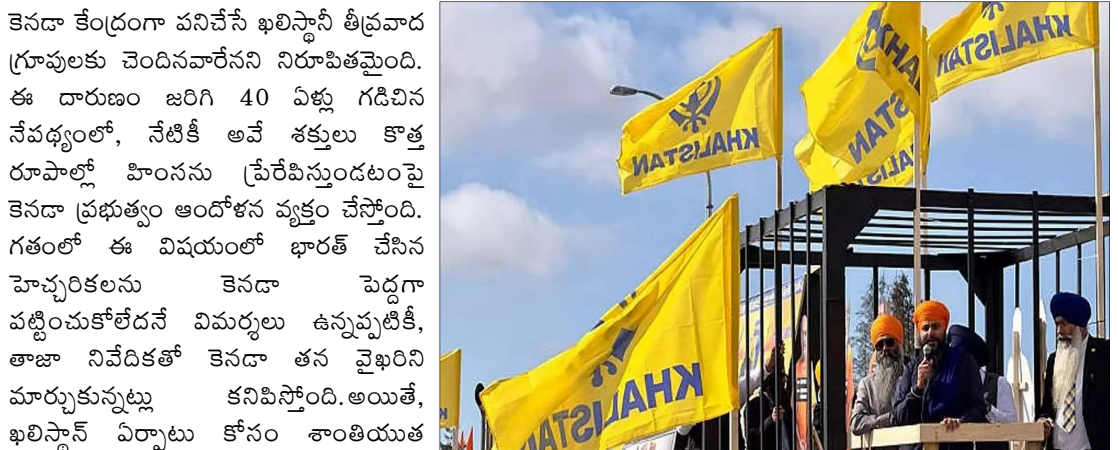 కెనడా కేంద్రంగా పనిచేసే ఖలిస్థానీ తీవ్రవాద
గ్రూపులకు చెందినవారేనని నిరూపితమైంది.
ఈ దారుణం జరిగి 40 ఏళ్లు గడిచిన
నేపథ్యంలో, నేటికీ అవే శక్తులు కొత్త
రూపాల్లో హింసను ప్రేరేపిస్తుండటంపై
కెనడా ప్రభుత్వం ఆందోళన వ్యక్తం చేస్తోంది.
గతంలో ఈ విషయంలో భారత్ చేసిన
హెచ్చరికలను కెనడా పెద్దగా
పట్టించుకోలేదనే విమర్శలు ఉన్నప్పటికీ,
తాజా నివేదికతో కెనడా తన వైఖరిని
మార్చుకున్నట్లు కనిపిస్తోంది.అయితే,
ఖలిస్థాన్ ఏర్పాటు కోసం శాంతియుత
KHALISTAN
KHALISTAN
KHALISTAN